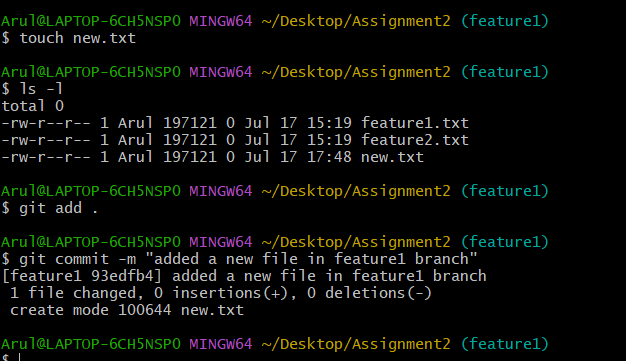 Arul@LAPTOP-6CH5NSP0 MINGW64 ~/Desktop/Assignment2 (feature1)
$ touch new.txt
Arul@LAPTOP-6CH5NSP0 MINGW64 ~/Desktop/Assignment2 (feature1)
$ ls -l
total 0
-rw-r--r-- 1 Arul 197121 0 Jul 17 15:19 feature1.txt
-rw-r--r-- 1 Arul 197121 0 Jul 17 15:19 feature2.txt
-rw-r--r-- 1 Arul 197121 0 Jul 17 17:48 new.txt
Arul@LAPTOP-6CH5NSP0 MINGW64 ~/Desktop/Assignment2 (feature1)
$ git add .
Arul@LAPTOP-6CH5NSP0 MINGW64 ~/Desktop/Assignment2 (feature1)
$ git commit -m "added a new file in feature1 branch"
[feature1 93edfb4] added a new file in feature1 branch
 1 file changed, 0 insertions(+), 0 deletions(-)
 create mode 100644 new.txt
Arul@LAPTOP-6CH5NSP0 MINGW64 ~/Desktop/Assignment2 (feature1)
$